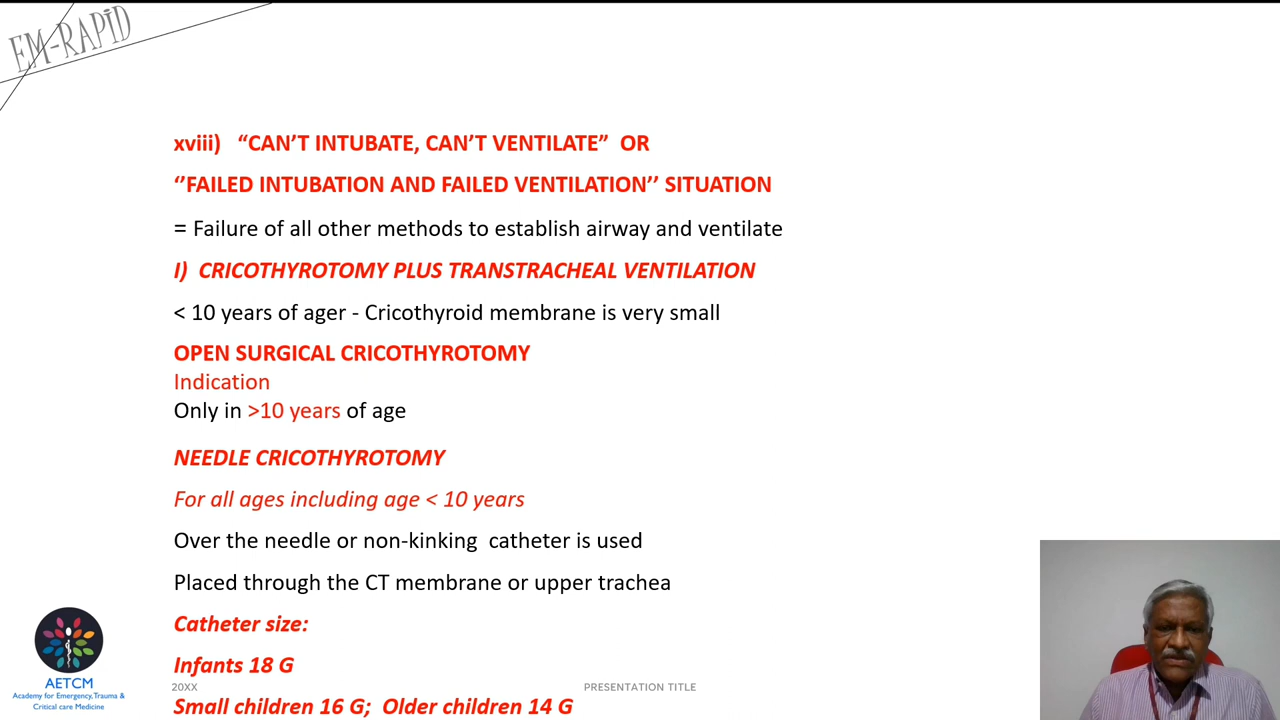 EM-RAPiD
xviii) “CAN’T INTUBATE, CAN’T VENTILATE” OR
‘’FAILED INTUBATION AND FAILED VENTILATION’’ SITUATION
= Failure of all other methods to establish airway and ventilate
I) CRICOTHYROTOMY PLUS TRANSTRACHEAL VENTILATION
< 10 years of ager - Cricothyroid membrane is very small
OPEN SURGICAL CRICOTHYROTOMY
Indication
Only in >10 years of age
NEEDLE CRICOTHYROTOMY
For all ages including age < 10 years
Over the needle or non-kinking catheter is used
Placed through the CT membrane or upper trachea
Catheter size:
Infants 18 G
Small children 16 G; Older children 14 G
20XX
PRESENTATION TITLE
AETCM
Academy for Emergency, Trauma &
Critical care Medicine